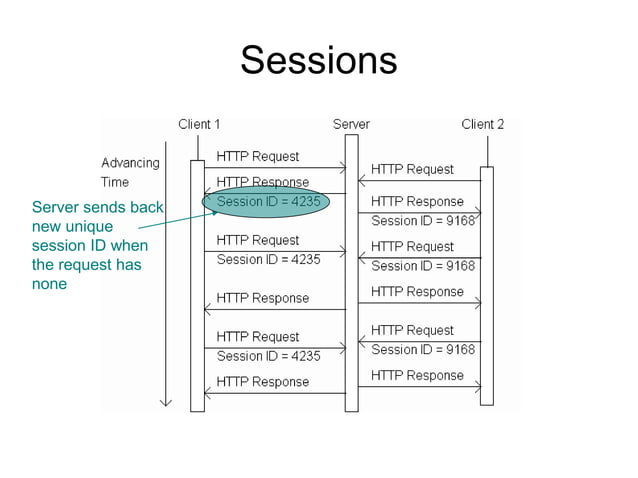 Sessions
Client 1
Server
Client 2
Advancing
Time
Server sends back
new unique
session ID when
the request has
none
HTTP Request
HTTP Response
Session ID = 4235
HTTP Request
Session ID = 4235
HTTP Response
HTTP Request
Session ID = 4235
HTTP Response
HTTP Request
HTTP Response
Session ID = 9168
HTTP Request
Session ID = 9168
HTTP Response
HTTP Request
Session ID = 9168
HTTP Response